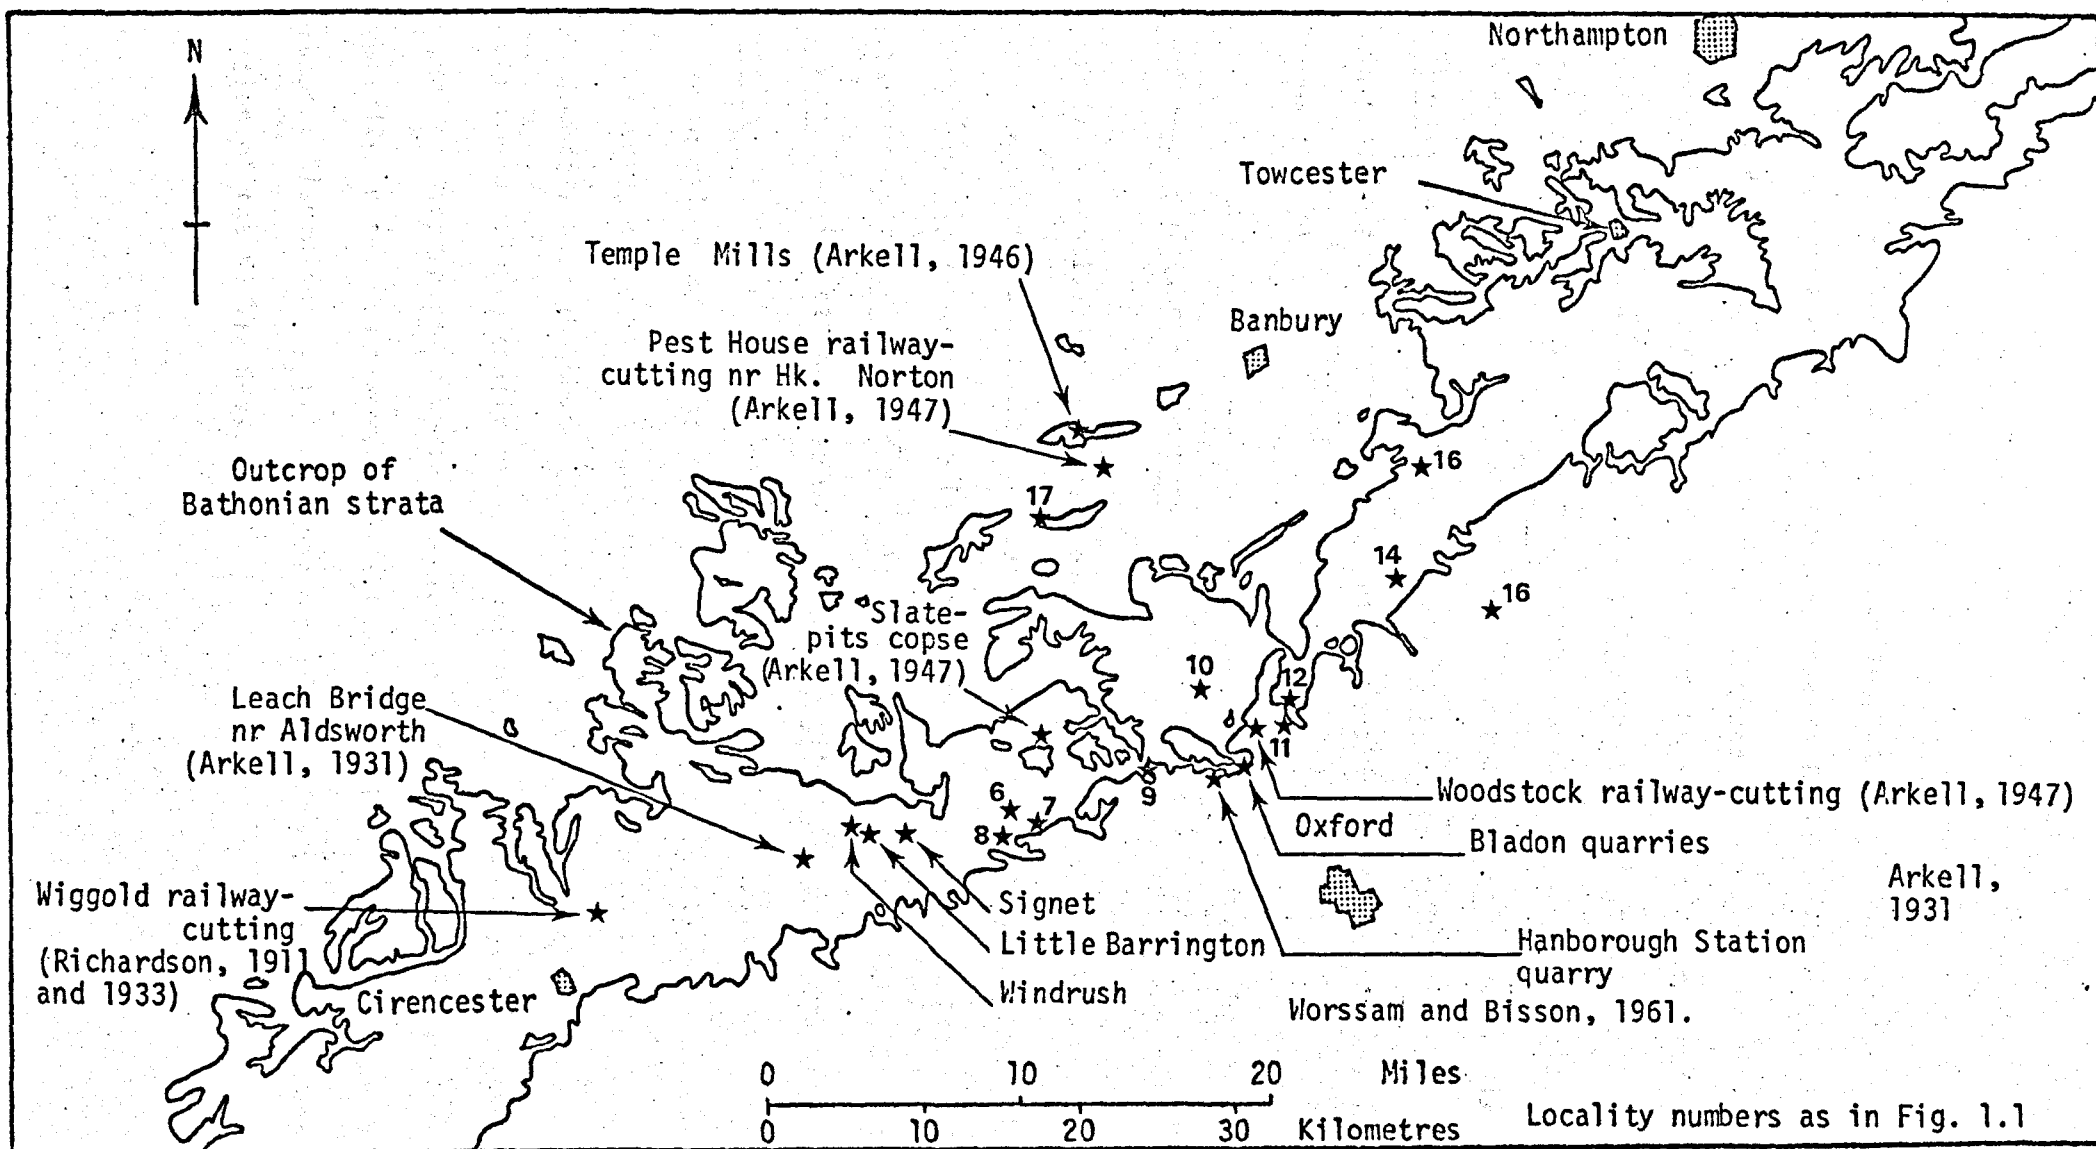 N
Northampton
Towcester
Temple Mills (Arkell, 1946)
Banbury
Pest House railway-
cutting nr Hk. Norton
(Arkell, 1947)
Outcrop of
Bathonian strata
16
17
14
16
Slate-
pits copse
(Arkell, 1947)
10
12
Leach Bridge
nr Aldsworth
(Arkell, 1931)
11
9
6
7
8
Woodstock railway-cutting (Arkell, 1947)
Oxford
Bladon quarries
Arkell,
1931
Wiggold railway-
cutting
(Richardson, 1911
and 1933)
Signet
Little Barrington
Windrush
Hanborough Station
quarry
Cirencester
Worssam and Bisson, 1961.
0 10 20 Miles
0 10 20 30 Kilometres
Locality numbers as in Fig. 1.1